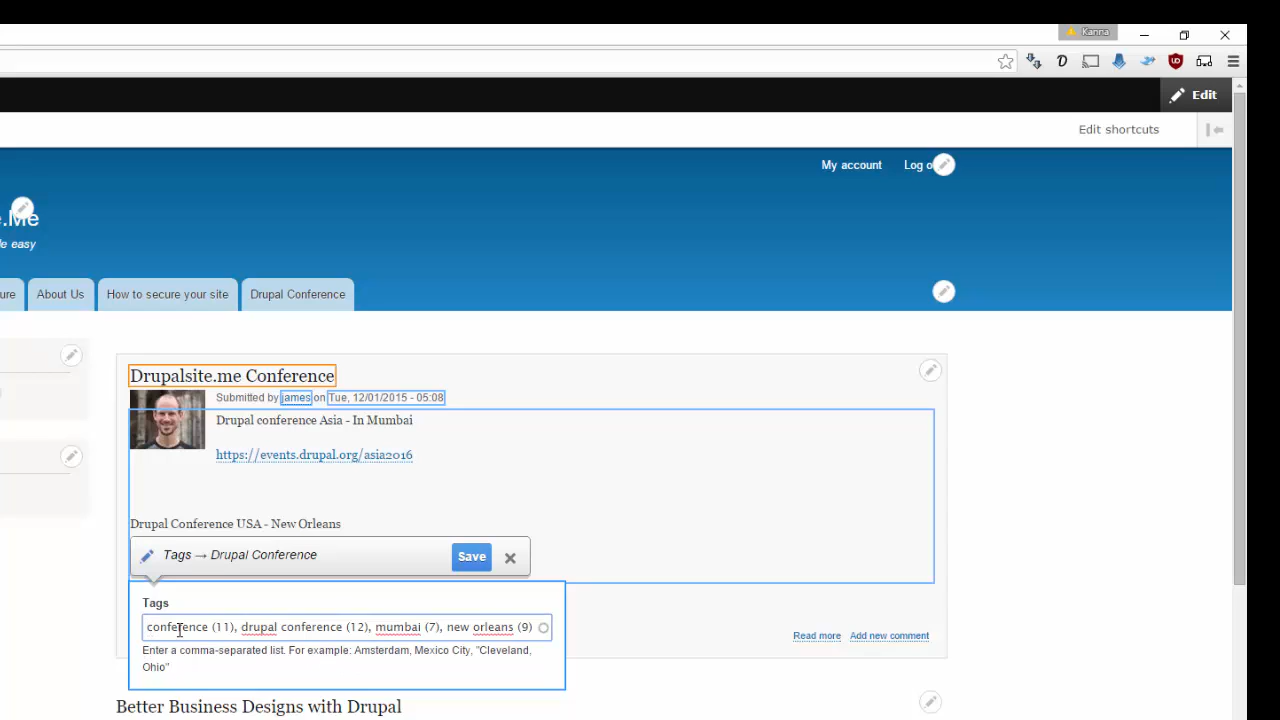 Kanna
Edit
Edit shortcuts
My account Log o
e.Me
de easy
ure About Us How to secure your site Drupal Conference
Drupalsite.me Conference
Submitted by james on Tue, 12/01/2015 - 05:08
Drupal conference Asia - In Mumbai
https://events.drupal.org/asia2016
Drupal Conference USA - New Orleans
Tags → Drupal Conference Save
Tags
conference (11), drupal conference (12), mumbai (7), new orleans (9)
Enter a comma-separated list. For example: Amsterdam, Mexico City, "Cleveland,
Ohio"
Read more Add new comment
Better Business Designs with Drupal